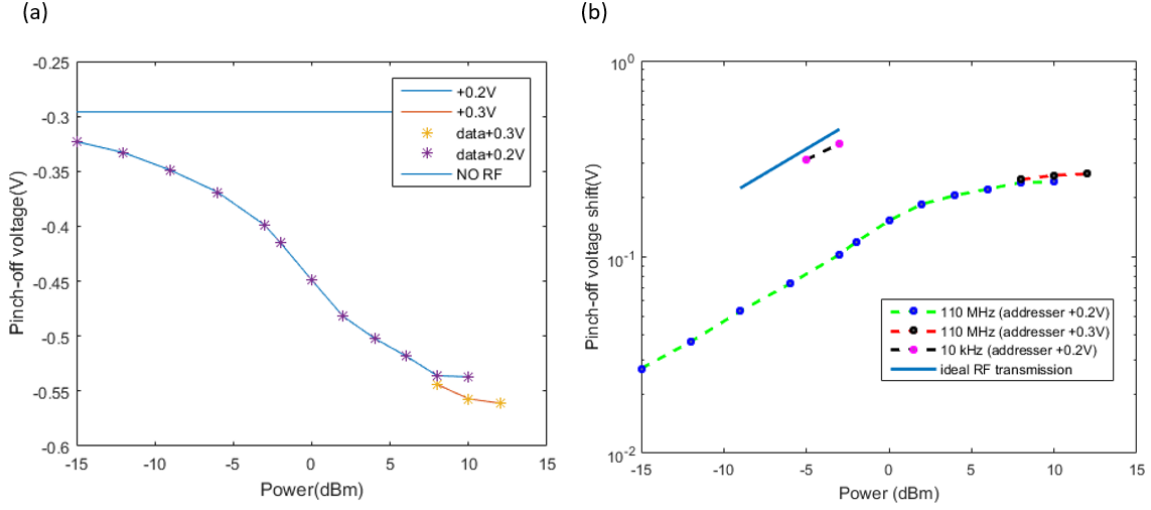 (a)
(b)
-0.25
-0.3
-0.35
-0.4
-0.45
-0.5
-0.55
-0.6
-15
-10
-5
0
5
10
15
Power(dBm)
Pinch-off voltage(V)
+0.2V
+0.3V
data+0.3V
data+0.2V
NO RF
10^0
10^-1
10^-2
-15
-10
-5
0
5
10
15
Power (dBm)
Pinch-off voltage shift(V)
110 MHz (addresser +0.2V)
110 MHz (addresser +0.3V)
10 kHz (addresser +0.2V)
ideal RF transmission